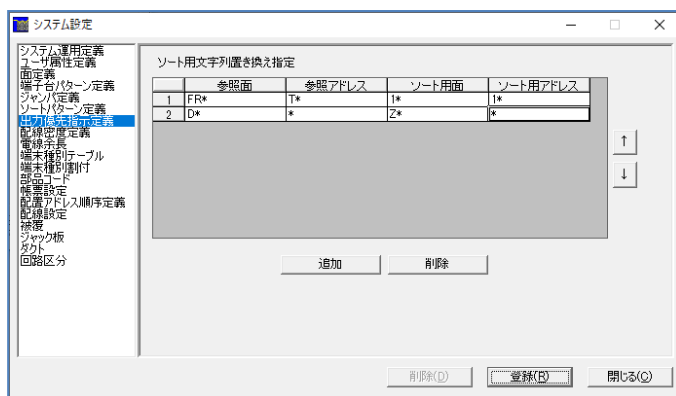 システム設定
システム運用定義
ユーザ属性定義
面定義
端子台パターン定義
ジャンパ定義
ソートパターン定義
出力優先指示定義
配線密度定義
電線余長
端末種別テーブル
端末種別割付
部品コード
帳票設定
配置アドレス順序定義
配線設定
被覆
ジャック板
ダクト
回路区分
ソート用文字列置き換え指定
参照面 参照アドレス ソート用面 ソート用アドレス
1 FR* T* 1* 1*
2 D* * Z* *
↑
↓
追加 削除
削除(D) 登録(R) 閉じる(C)